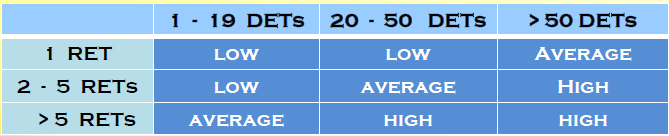 1 - 19 DETs 20 - 50 DETs > 50 DETs
1 RET LOW LOW AVERAGE
2 - 5 RETs LOW AVERAGE HIGH
> 5 RETs AVERAGE HIGH HIGH